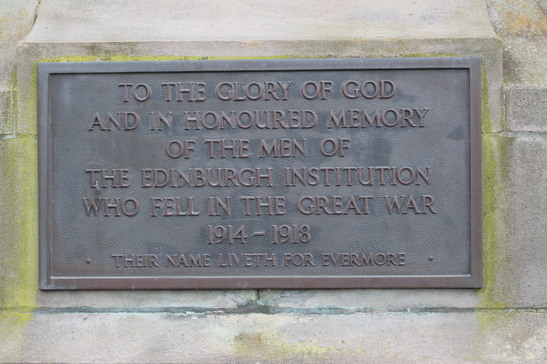 TO THE GLORY OF GOD
AND IN HONOURED MEMORY
OF THE MEN OF
THE EDINBURGH INSTITUTION
WHO FELL IN THE GREAT WAR
1914 - 1918
THEIR NAME LIVETH FOR EVERMORE